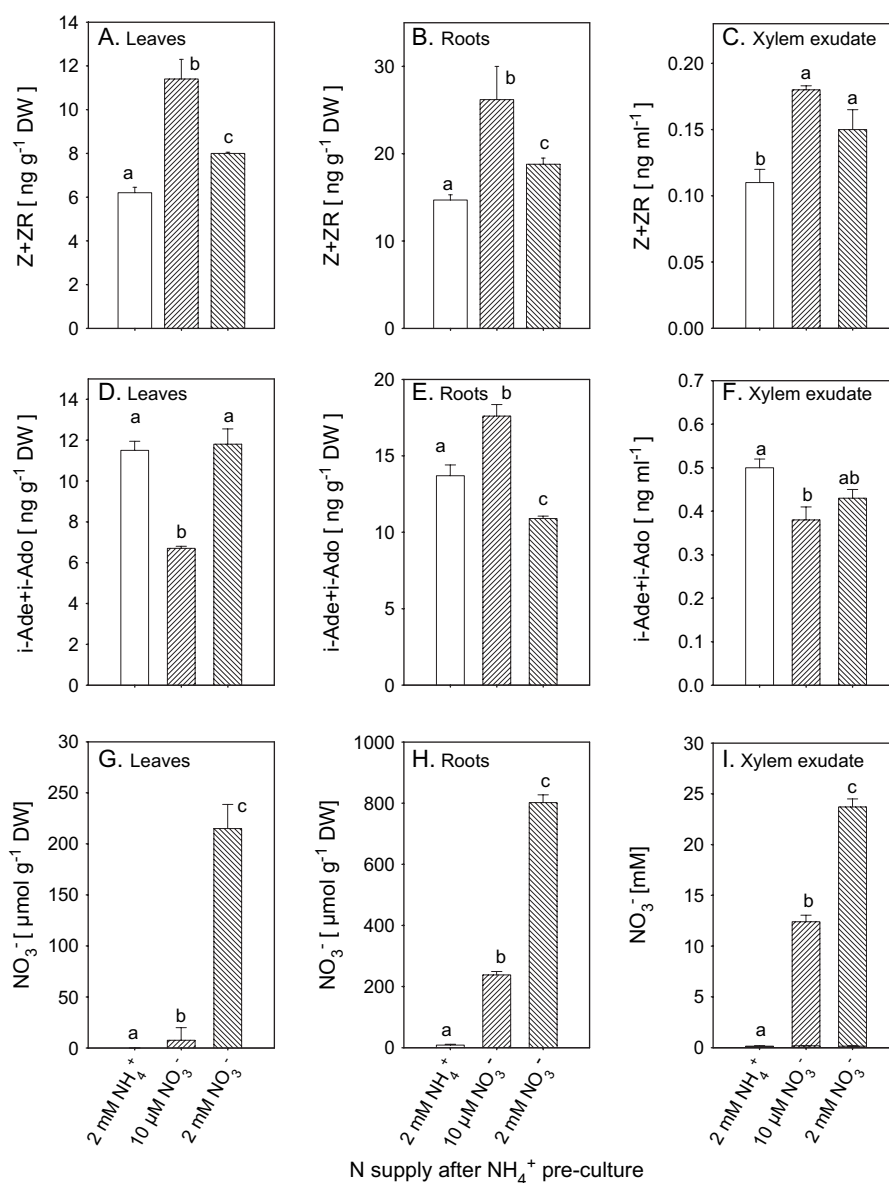 A. Leaves
Z+ZR [ ng g⁻¹ DW]
14
12
10
8
6
4
2
0
a
b
c
B. Roots
Z+ZR [ ng g⁻¹ DW]
30
20
10
0
a
b
c
C. Xylem exudate
Z+ZR [ ng ml⁻¹]
0.20
0.15
0.10
0.05
0.00
b
a
a
D. Leaves
i-Ade+i-Ado [ ng g⁻¹ DW]
14
12
10
8
6
4
2
0
a
b
a
E. Roots
i-Ade+i-Ado [ ng g⁻¹ DW]
20
15
10
5
0
a
b
c
F. Xylem exudate
i-Ade+i-Ado [ ng ml⁻¹]
0.7
0.6
0.5
0.4
0.3
0.2
0.1
0.0
a
b
ab
G. Leaves
NO₃⁻ [ µmol g⁻¹ DW]
30
250
200
150
100
50
0
a
b
c
2 mM NH₄⁺
10 µM NO₃⁻
2 mM NO₃⁻
H. Roots
NO₃⁻ [ µmol g⁻¹ DW]
1000
800
600
400
200
0
a
b
c
2 mM NH₄⁺
10 µM NO₃⁻
2 mM NO₃⁻
I. Xylem exudate
NO₃⁻ [mM]
30
25
20
15
10
5
0
a
b
c
2 mM NH₄⁺
10 µM NO₃⁻
2 mM NO₃⁻
N supply after NH₄⁺ pre-culture